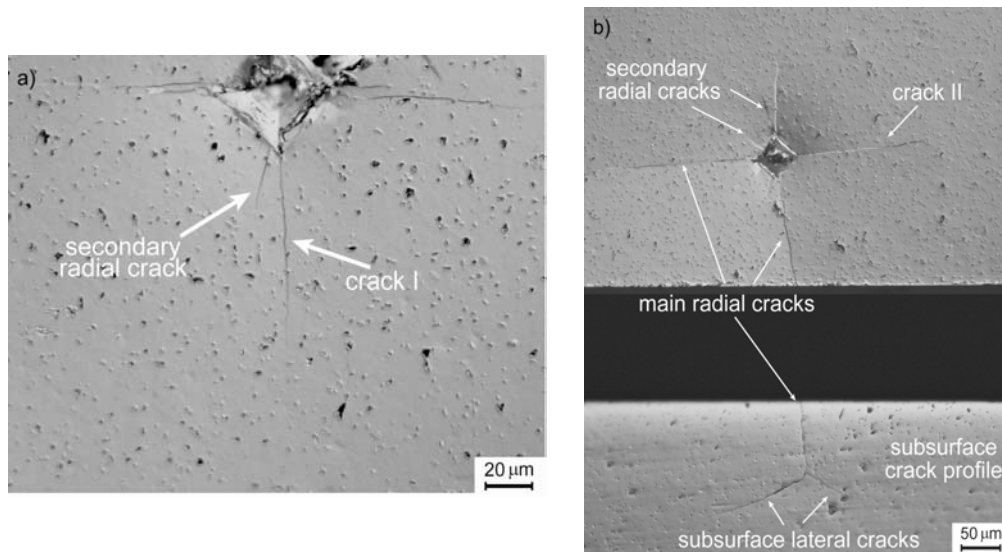 a)
secondary
radial crack
crack I
20 μm
b)
secondary
radial cracks
crack II
main radial cracks
subsurface
crack profile
subsurface lateral cracks
50 μm